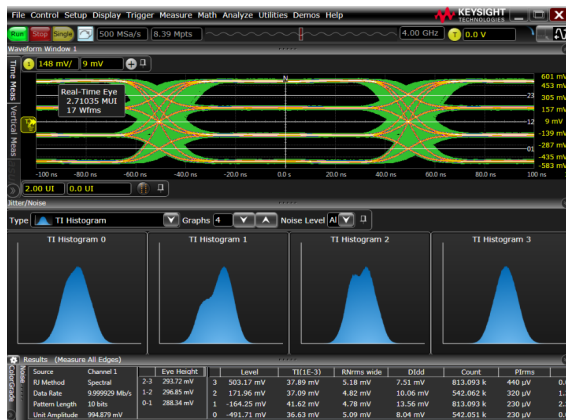 File Control Setup Display Trigger Measure Math Analyze Utilities Demos Help
KEYSIGHT TECHNOLOGIES
Run Stop Single 500 MSa/s 8.39 Mpts 4.00 GHz T 0.0 V
Waveform Window 1
Time Meas
Vertical Meas
148 mV/ 9 mV
N
Real-Time Eye
2.71035 MUI
17 Wfms
601 mV
453 mV
305 mV
157 mV
9 mV
-139 mV
-287 mV
-435 mV
-583 mV
23
12
01
-100 ns -80.0 ns -60.0 ns -40.0 ns -20.0 ns 0.0 s 20.0 ns 40.0 ns 60.0 ns 80.0 ns 100 ns
2.00 UI 0.0 UI
Jitter/Noise
Type TI Histogram Graphs 4 Noise Level Al
TI Histogram 0 TI Histogram 1 TI Histogram 2 TI Histogram 3
Results (Measure All Edges)
ColorGrade
Noise
Source Channel 1
RJ Method Spectral
Data Rate 9.999929 Mb/s
Pattern Length 10 bits
Unit Amplitude 994.879 mV
Eye Height
2-3 293.72 mV
1-2 296.85 mV
0-1 288.34 mV
Level TI(1E-3) RNrms wide DIdd Count PIrms
3 503.17 mV 37.89 mV 5.18 mV 7.51 mV 813.093 k 440 µV
2 171.96 mV 37.09 mV 4.82 mV 10.06 mV 542.062 k 320 µV
1 -164.25 mV 41.62 mV 4.78 mV 13.56 mV 813.093 k 230 µV
0 -491.71 mV 36.63 mV 5.09 mV 8.04 mV 542.051 k 230 µV